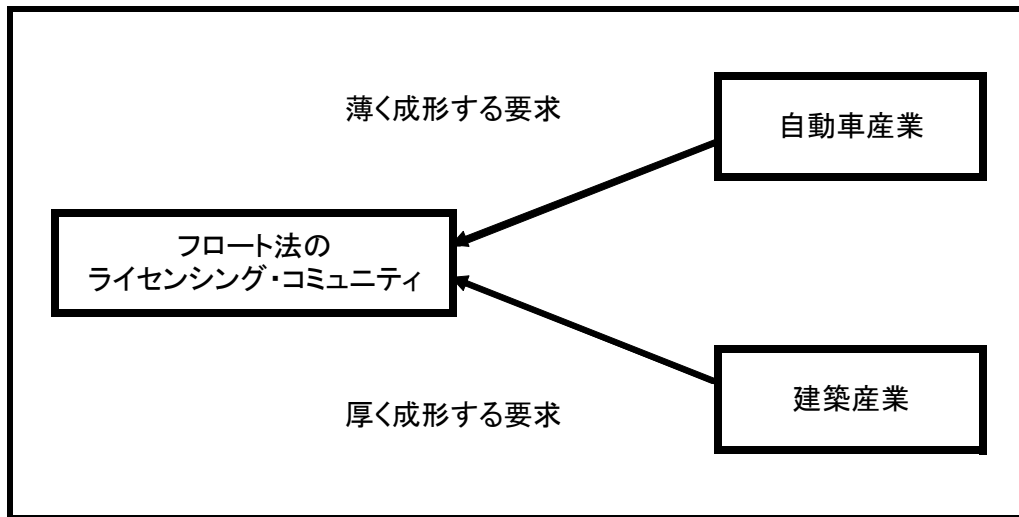 薄く成形する要求
自動車産業
フロート法の
ライセンシング・コミュニティ
建築産業
厚く成形する要求